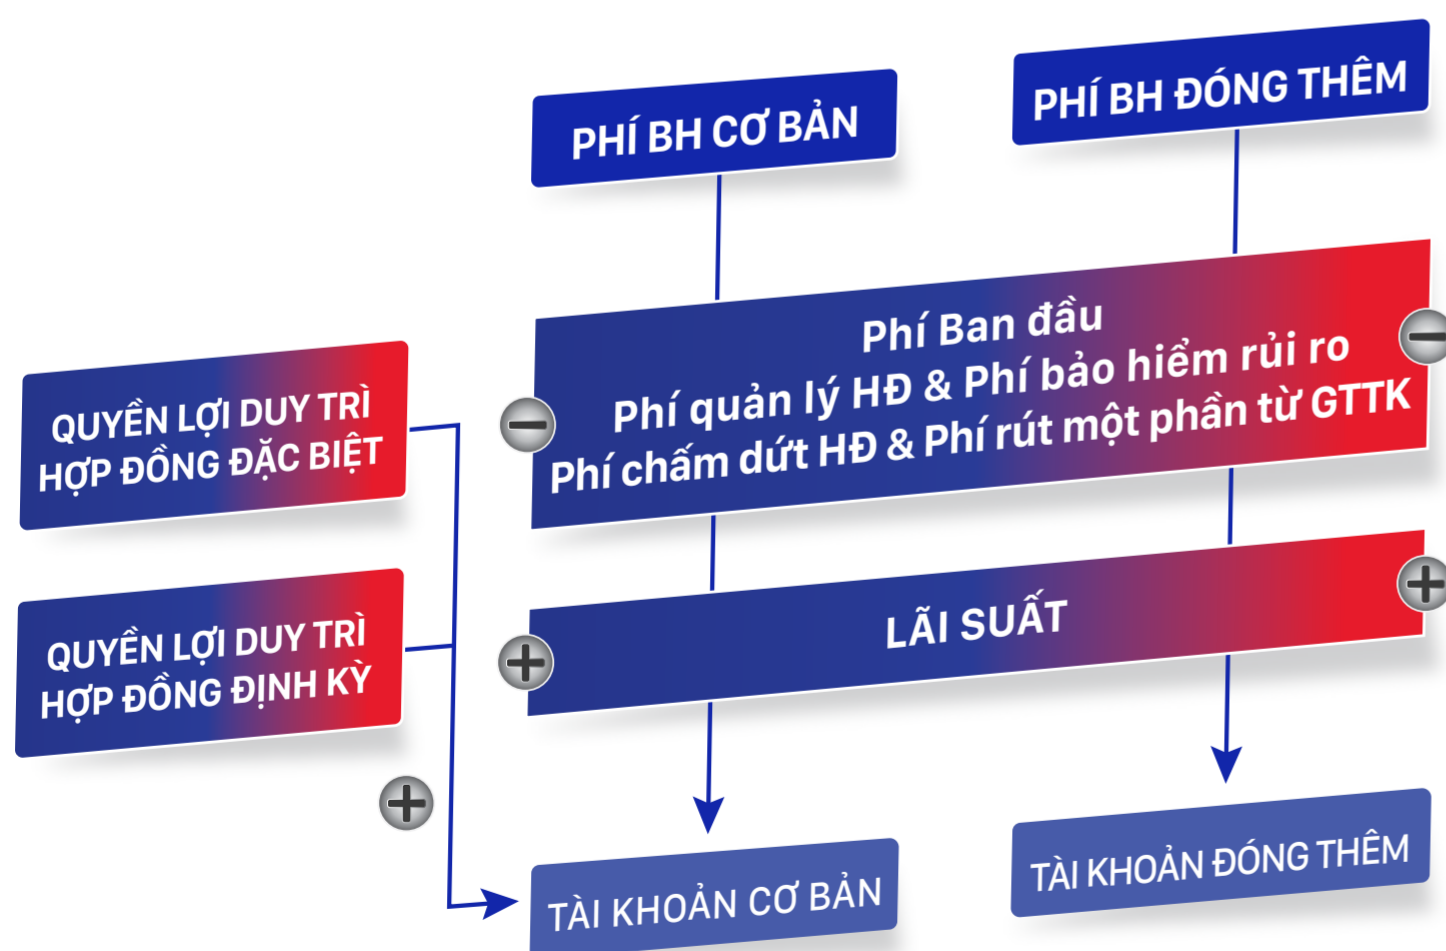 PHÍ BH CƠ BẢN
PHÍ BH ĐÓNG THÊM
Phí Ban đầu
Phí quản lý HĐ & Phí bảo hiểm rủi ro
Phí chấm dứt HĐ & Phí rút một phần từ GTTK
QUYỀN LỢI DUY TRÌ
HỢP ĐỒNG ĐẶC BIỆT
LÃI SUẤT
QUYỀN LỢI DUY TRÌ
HỢP ĐỒNG ĐỊNH KỲ
TÀI KHOẢN CƠ BẢN
TÀI KHOẢN ĐÓNG THÊM